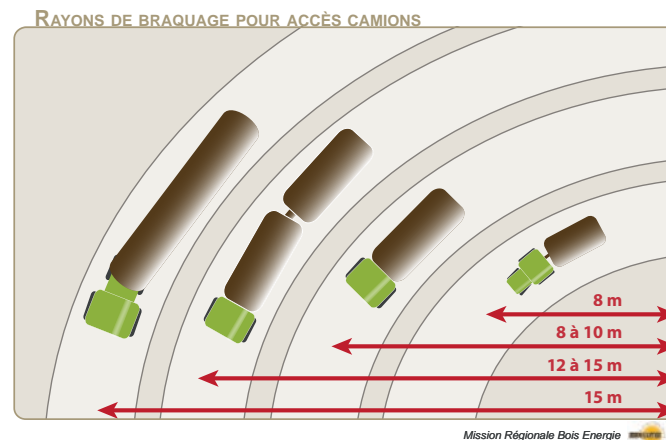 RAYONS DE BRAQUAGE POUR ACCÈS CAMIONS
8 m
8 à 10 m
12 à 15 m
15 m
Mission Régionale Bois Energie